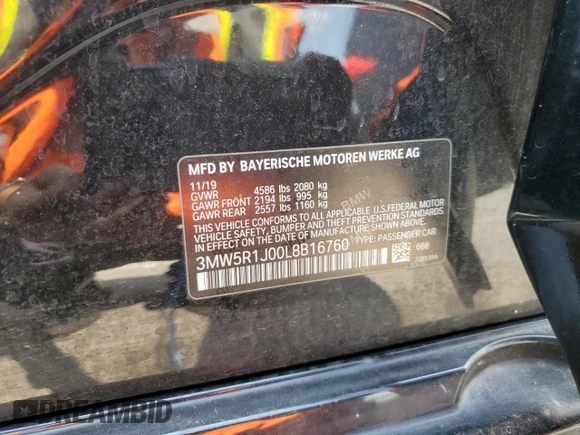 MFD BY BAYERISCHE MOTOREN WERKE AG
11/19
GVWR 4586 lbs 2080 kg
GAWR FRONT 2194 lbs 995 kg
GAWR REAR 2557 lbs 1160 kg
BMW
THIS VEHICLE CONFORMS TO ALL APPLICABLE U.S.FEDERAL MOTOR
VEHICLE SAFETY, BUMPER, AND THEFT PREVENTION STANDARDS
IN EFFECT ON THE DATE OF MANUFACTURE SHOWN ABOVE.
3MW5R1J00L8B16760 TYPE: PASSENGER CAR
668
DREAMBID